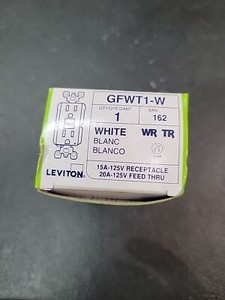 GFWT1-W
QTY/QTE/CANT
1
162
WHITE WR TR
BLANC
BLANCO
LEVITON
15A-125V RECEPTACLE
20A-125V FEED THRU